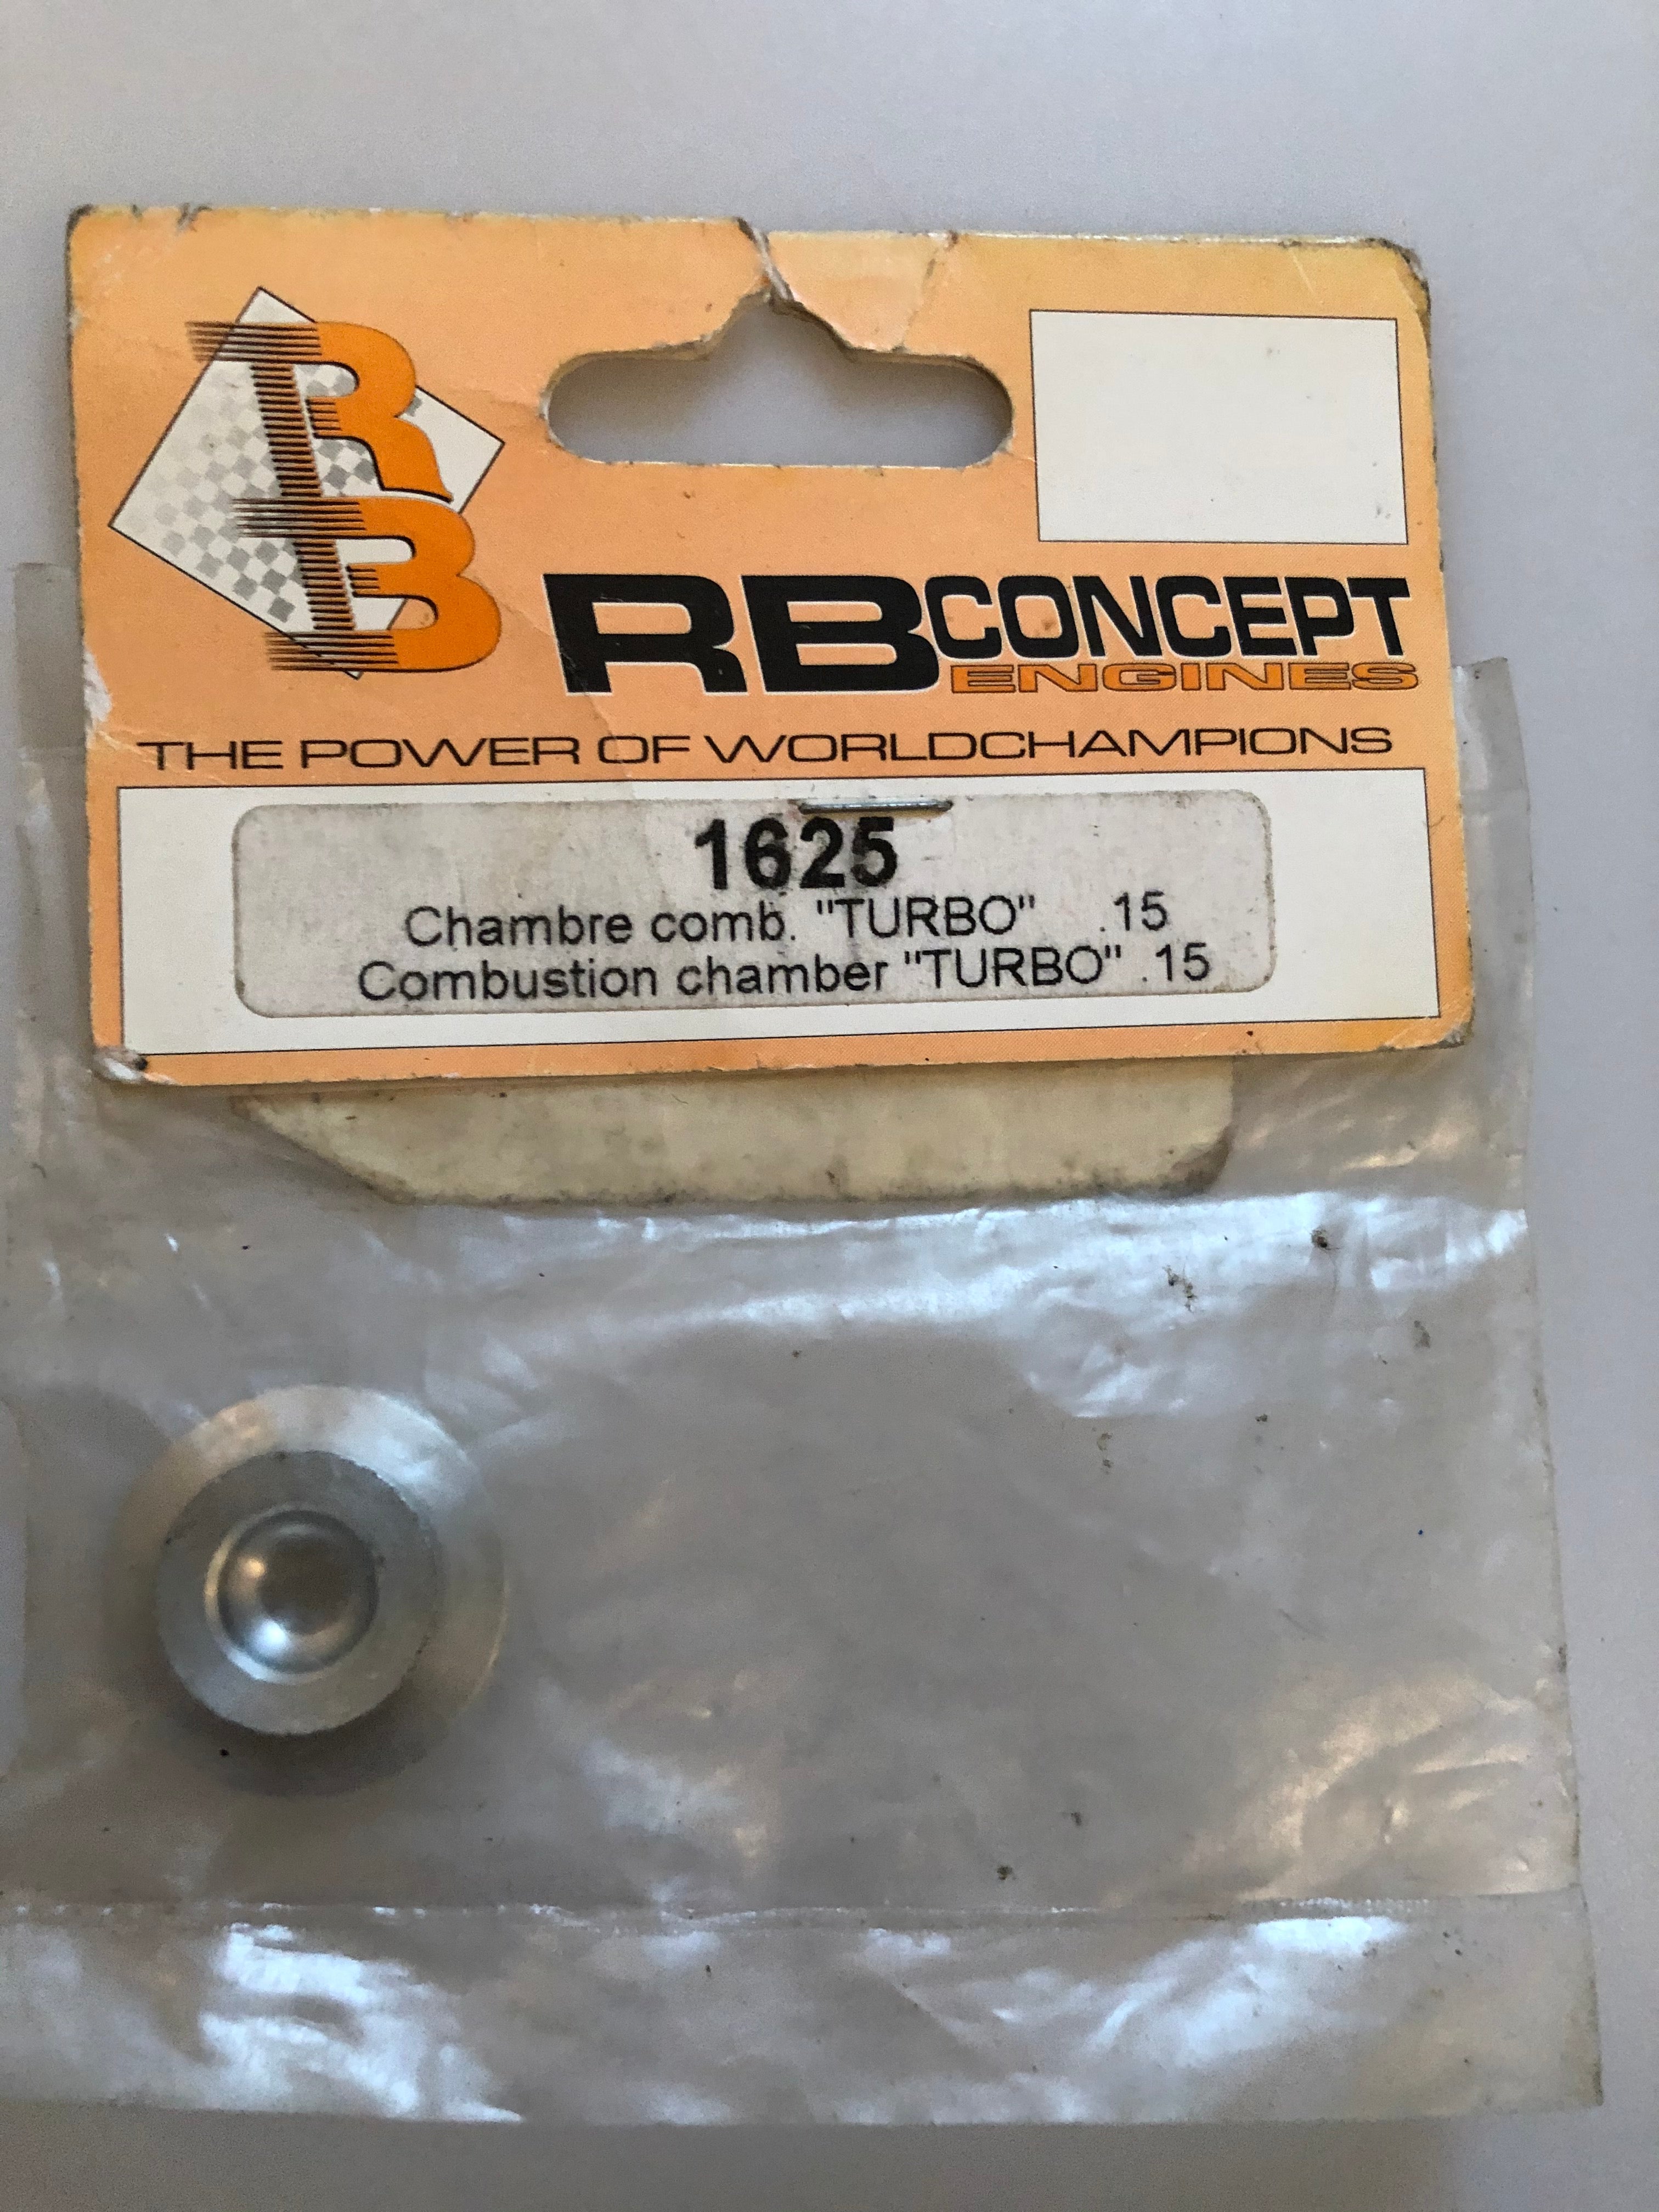 RB
RB CONCEPT
ENGINES
THE POWER OF WORLDCHAMPIONS
1625
Chambre comb. "TURBO" .15
Combustion chamber "TURBO" .15